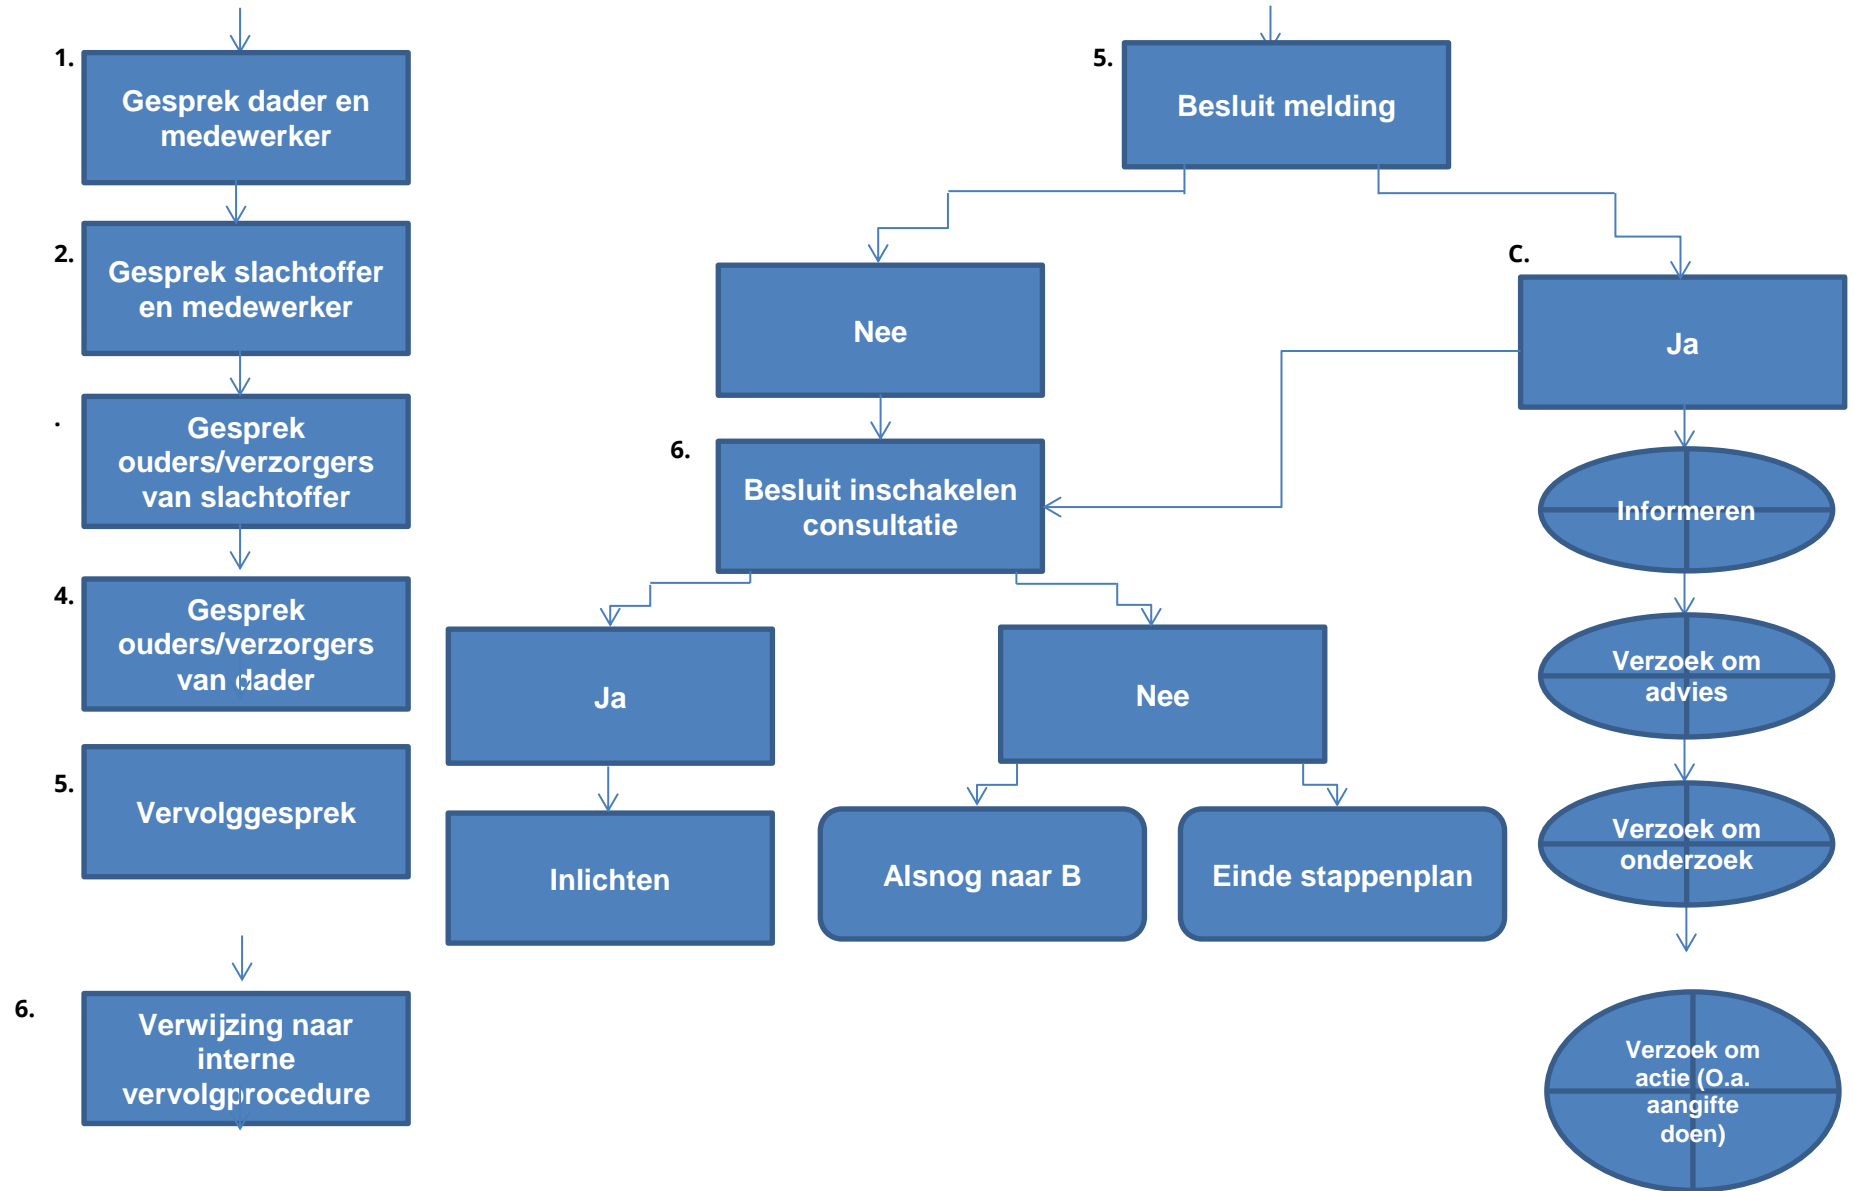 1.
Gesprek dader en
medewerker
2.
Gesprek slachtoffer
en medewerker
.
Gesprek
ouders/verzorgers
van slachtoffer
4.
Gesprek
ouders/verzorgers
van dader
5.
Vervolggesprek
6.
Verwijzing naar
interne
vervolgprocedure
5.
Besluit melding
Nee
C.
Ja
6.
Besluit inschakelen
consultatie
Ja
Nee
Inlichten
Alsnog naar B
Einde stappenplan
Informeren
Verzoek om
advies
Verzoek om
onderzoek
Verzoek om
actie (O.a.
aangifte
doen)